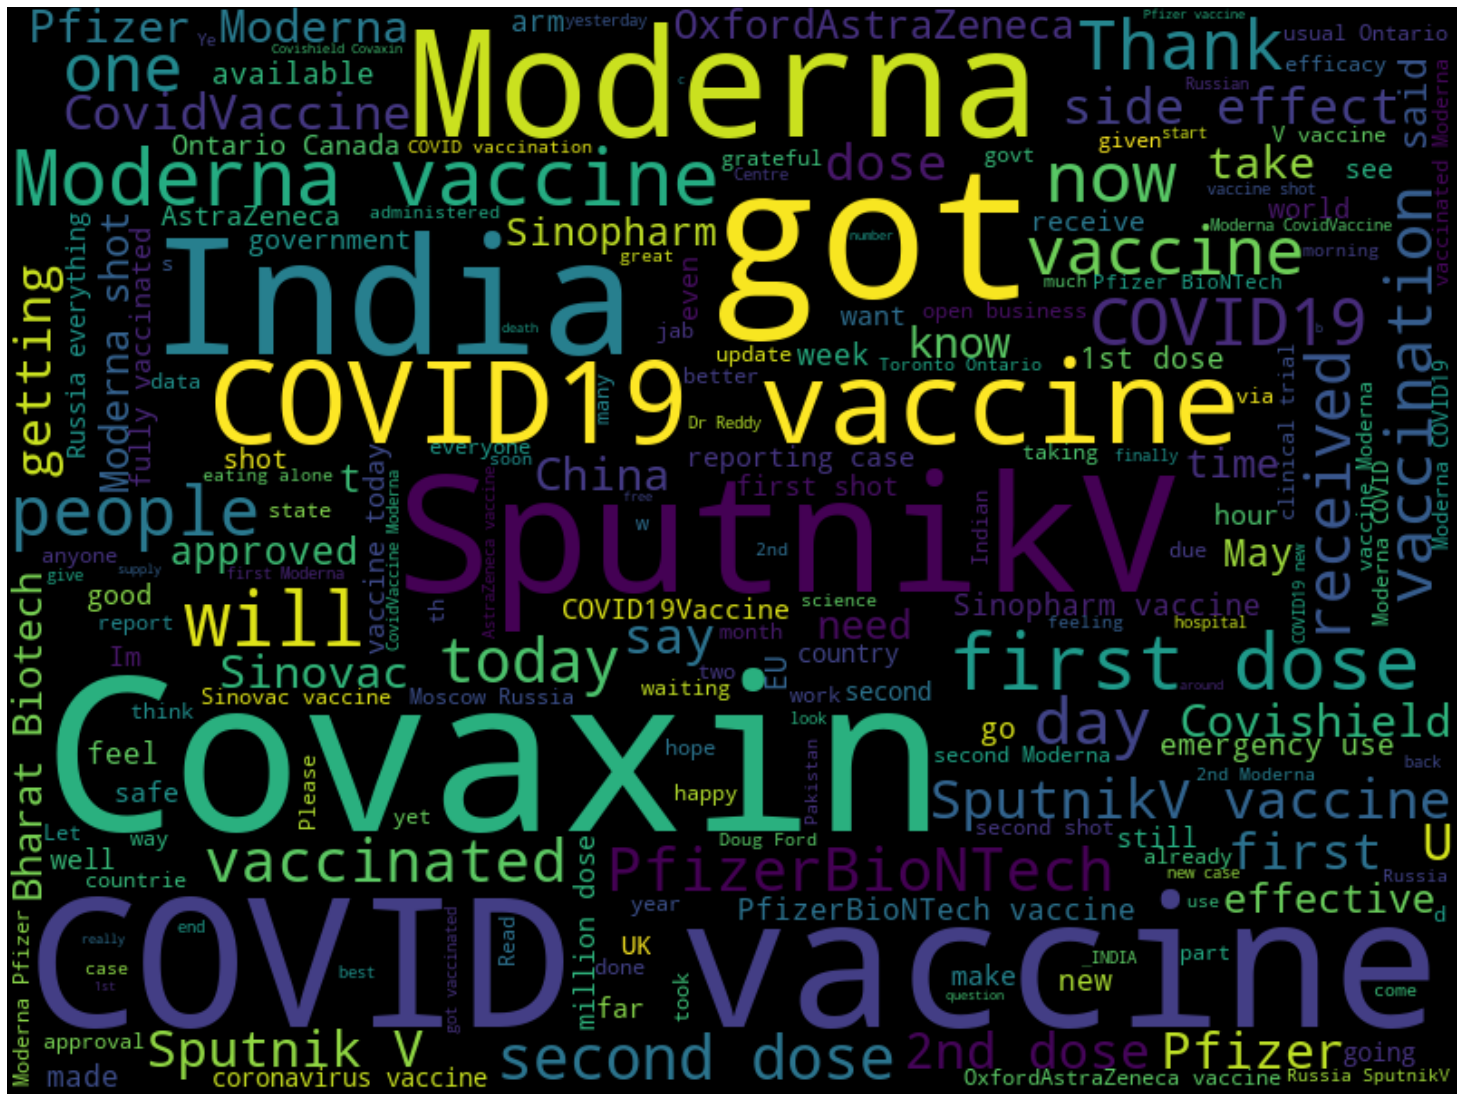 Pfizer Moderna
Ye
Covishield Covaxin
arm
yesterday
OxfordAstraZeneca
Pfizer vaccine
Thank
usual Ontario
one
available
Moderna
c
Russian
efficacy
CovidVaccine
side effect
said
vaccinated Moderna
Ontario Canada
COVID vaccination
grateful
Centre
dose
govt
given
start
V vaccine
Moderna vaccine
now
take
see
vaccine shot
AstraZeneca
administered
receive
world
Moderna shot
fully vaccinated
s
government
Sinopharm
great
got
number
vaccine
Moderna CovidVaccine
morning
vaccination
getting
Russia everything
India
death
even
jab
want
much
Pfizer BioNTech
open business
COVID19
b
know
update
week
Toronto Ontario
1st dose
data
many
better
COVID19 vaccine
via
received
clinical trial
vaccine Moderna
Moderna COVID19
Dr Reddy
shot
everyone
soon
eating alone
t
China
reporting case
taking
finally
time
people
state
vaccine today
CovidVaccine Moderna
AstraZeneca vaccine
first shot
free
w
SputnikV
Indian
2nd
hour
Moderna COVID
anyone
approved
due
May
COVID19 new
give
supply
first Moderna
th
good
report
will
COVID19Vaccine
science
Sinopharm vaccine
feeling
hospital
Bharat Biotech
Im
Sinovac
today
say
month
need
two
EU
country
first dose
around
Sinovac vaccine
Moscow Russia
waiting
work
second
think
Covaxin
look
go
day
Covishield
feel
hope
second Moderna
emergency use
safe
Please
happy
Pakistan
2nd Moderna
back
SputnikV vaccine
Let
way
yet
Doug Ford
second shot
still
well
vaccinated
million dose
PfizerBioNTech
already
first
U
countrie
new case
Russia
Moderna Pfizer
year
PfizerBioNTech vaccine
use
effective
d
COVID vaccine
end
really
got vaccinated
Read
UK
_INDIA
part
case
1st
best
done
make
new
come
far
took
question
approval
Sputnik V
second dose
2nd dose
Pfizer
going
made
coronavirus vaccine
OxfordAstraZeneca vaccine
Russia SputnikV